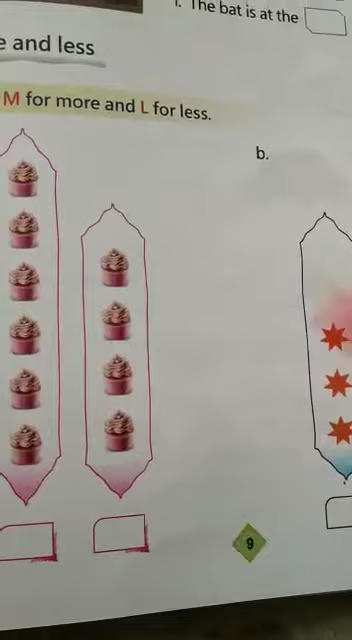 The bat is at the
and less
M for more and L for less.
b.
9